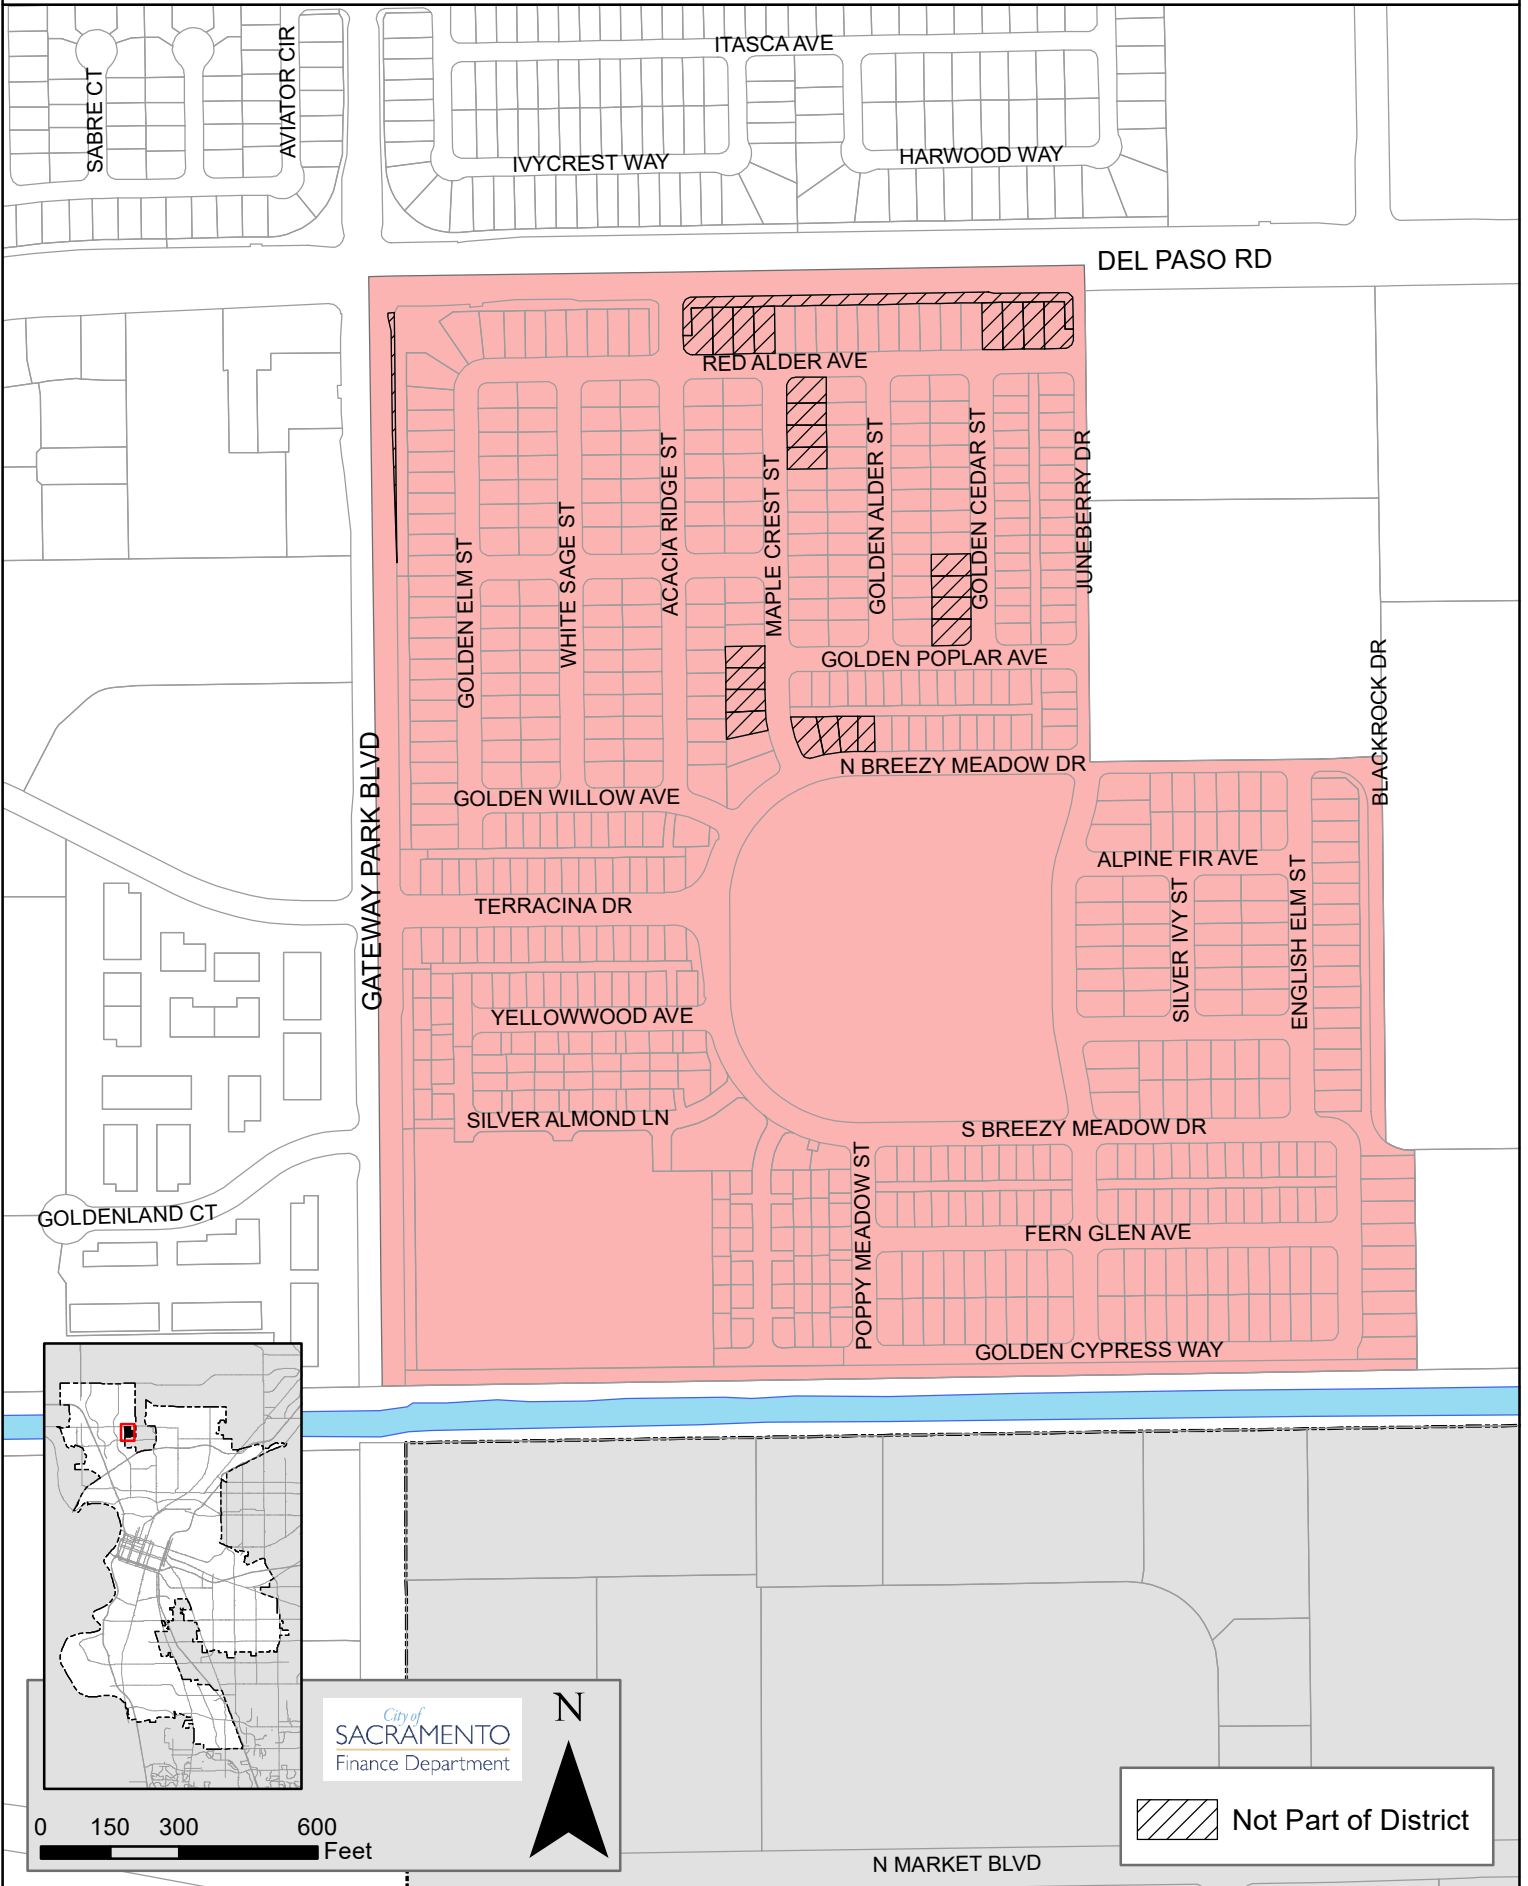 ITASCA AVE
SABRE CT
AVIATOR CIR
IVYCREST WAY
HARWOOD WAY
DEL PASO RD
RED ALDER AVE
GOLDEN ELM ST
WHITE SAGE ST
ACACIA RIDGE ST
MAPLE CREST ST
GOLDEN ALDER ST
GOLDEN CEDAR ST
JUNEBERRY DR
GOLDEN POPLAR AVE
BLACKROCK DR
N BREEZY MEADOW DR
GOLDEN WILLOW AVE
GATEWAY PARK BLVD
ALPINE FIR AVE
TERRACINA DR
SILVER IVY ST
ENGLISH ELM ST
YELLOWWOOD AVE
SILVER ALMOND LN
S BREEZY MEADOW DR
POPPY MEADOW ST
GOLDENLAND CT
FERN GLEN AVE
GOLDEN CYPRESS WAY
N
City of
SACRAMENTO
Finance Department
0 150 300 600
Feet
Not Part of District
N MARKET BLVD